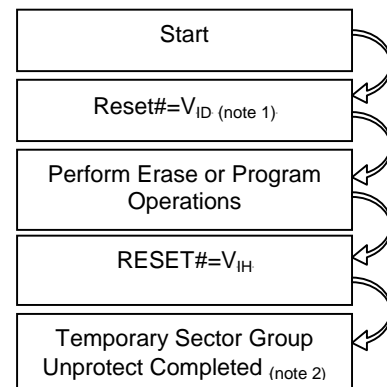 Start
Reset#=VID (note 1)
Perform Erase or Program
Operations
RESET#=VIH
Temporary Sector Group
Unprotect Completed (note 2)